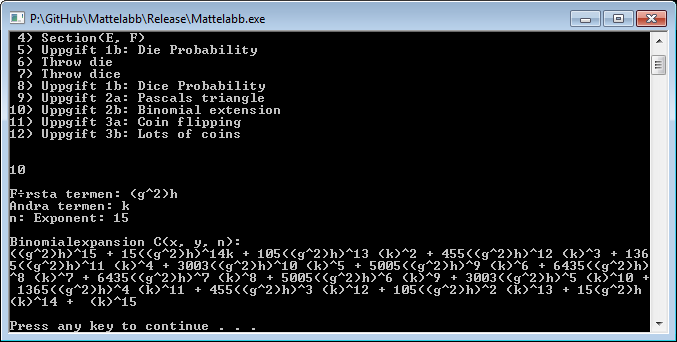 P:\GitHub\Mattelabb\Release\Mattelabb.exe
4) Section(E, F)
5) Uppgift 1b: Die Probability
6) Throw die
7) Throw dice
8) Uppgift 1b: Dice Probability
9) Uppgift 2a: Pascals triangle
10) Uppgift 2b: Binomial extension
11) Uppgift 3a: Coin flipping
12) Uppgift 3b: Lots of coins
10
F÷rsta termen: (g^2)h
Andra termen: k
n: Exponent: 15
Binomialexpansion C(x, y, n):
((g^2)h)^15 + 15((g^2)h)^14k + 105((g^2)h)^13 (k)^2 + 455((g^2)h)^12 (k)^3 + 136
5((g^2)h)^11 (k)^4 + 3003((g^2)h)^10 (k)^5 + 5005((g^2)h)^9 (k)^6 + 6435((g^2)h)
^8 (k)^7 + 6435((g^2)h)^7 (k)^8 + 5005((g^2)h)^6 (k)^9 + 3003((g^2)h)^5 (k)^10 +
1365((g^2)h)^4 (k)^11 + 455((g^2)h)^3 (k)^12 + 105((g^2)h)^2 (k)^13 + 15(g^2)h
(k)^14 +  (k)^15
Press any key to continue . . .